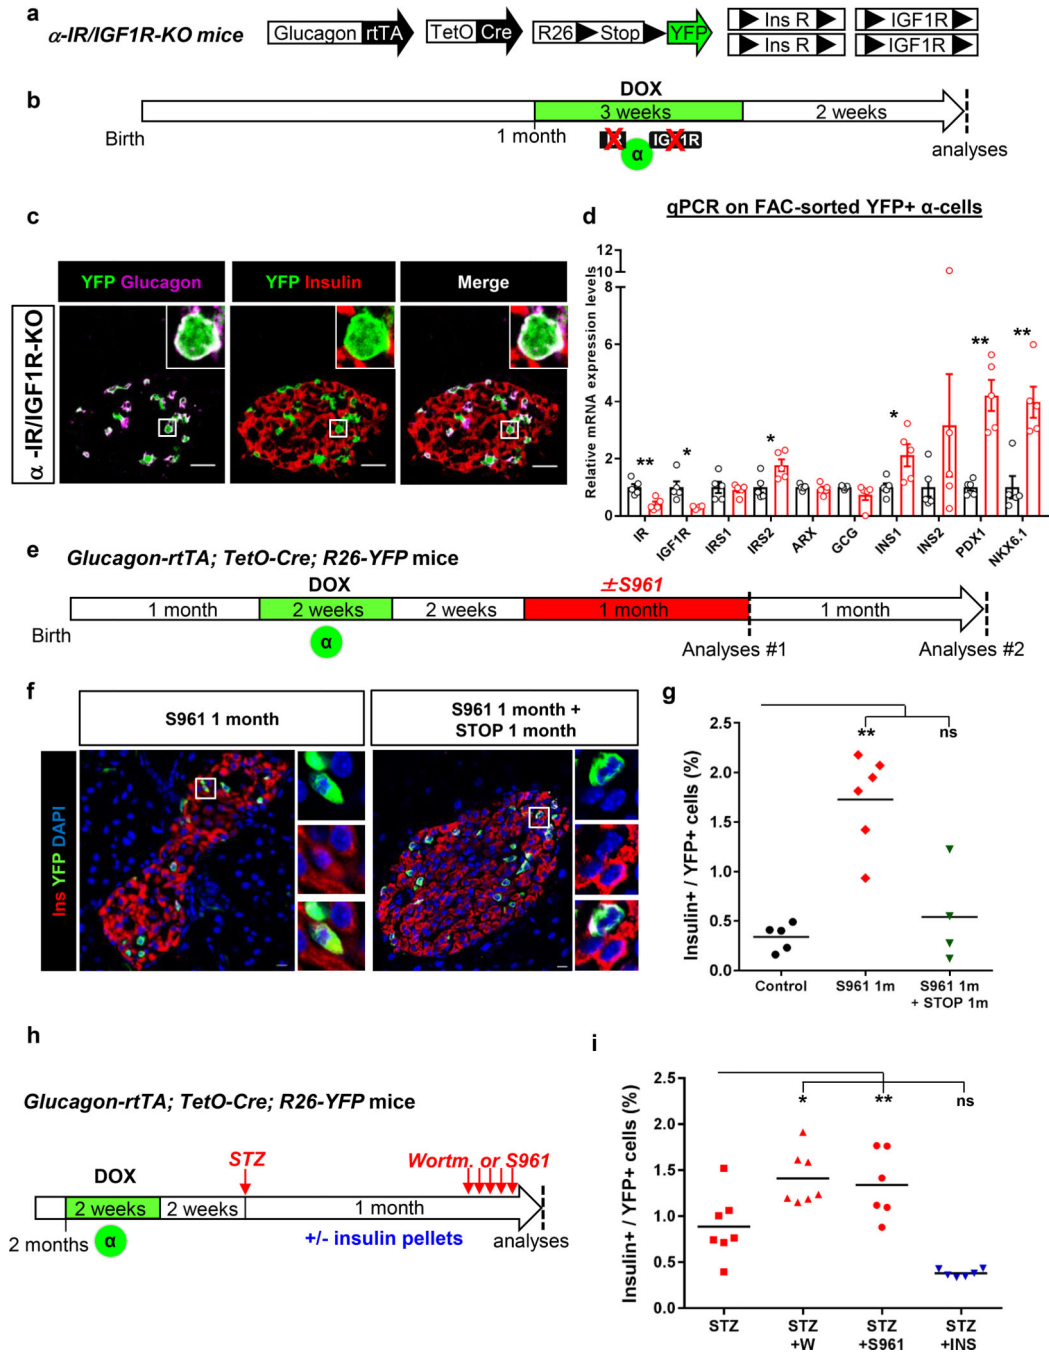 a
α-IR/IGF1R-KO mice
Glucagon rtTA
TetO Cre
R26 Stop YFP
Ins R
IGF1R
Ins R
IGF1R
b
DOX
3 weeks
2 weeks
Birth
1 month
IR
IGF1R
α
analyses
c
YFP Glucagon
YFP Insulin
Merge
α -IR/IGF1R-KO
d
qPCR on FAC-sorted YFP+ α-cells
Relative mRNA expression levels
12
10
8
6
4
2
0
** * * * ** **
IR
IGF1R
IRS1
IRS2
ARX
GCG
INS1
INS2
PDX1
NKX6.1
e
Glucagon-rtTA; TetO-Cre; R26-YFP mice
DOX
±S961
1 month
2 weeks
2 weeks
1 month
1 month
Birth
α
Analyses #1
Analyses #2
f
S961 1 month
S961 1 month +
STOP 1 month
Ins YFP DAPI
g
Insulin+ / YFP+ cells (%)
2.5
2.0
1.5
1.0
0.5
0.0
**
ns
Control
S961 1m
S961 1m
+ STOP 1m
h
Glucagon-rtTA; TetO-Cre; R26-YFP mice
DOX
STZ
Wortm. or S961
2 weeks
2 weeks
1 month
2 months
α
+/- insulin pellets
analyses
i
Insulin+ / YFP+ cells (%)
2.5
2.0
1.5
1.0
0.5
0.0
*
**
ns
STZ
STZ
+W
STZ
+S961
STZ
+INS